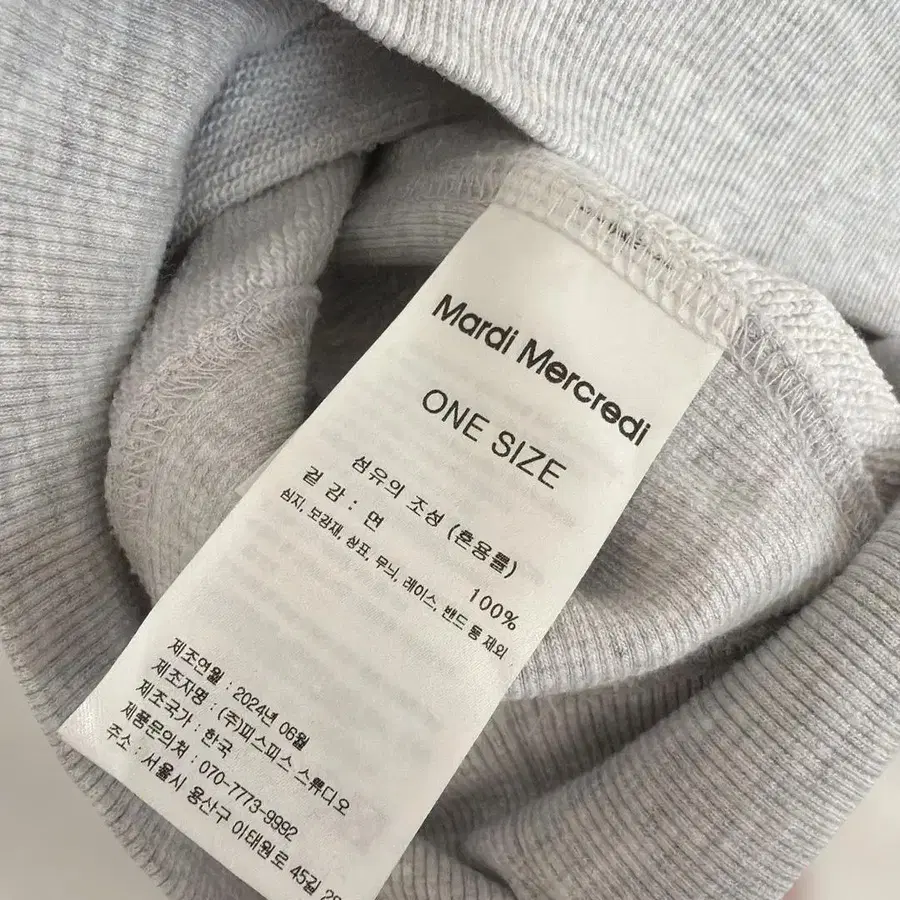 Mardi Mercredi
ONE SIZE
섬유의 조성 (혼용률)
겉 감 : 면 100%
심지, 보강재, 상표, 무늬, 레이스, 밴드 등 제외
제조연월 : 2024년 06월
제조자명 : (주)피스피스 스튜디오
제조국가 : 한국
제품문의처 : 070-7773-9992
주소 : 서울시 용산구 이태원로 45길